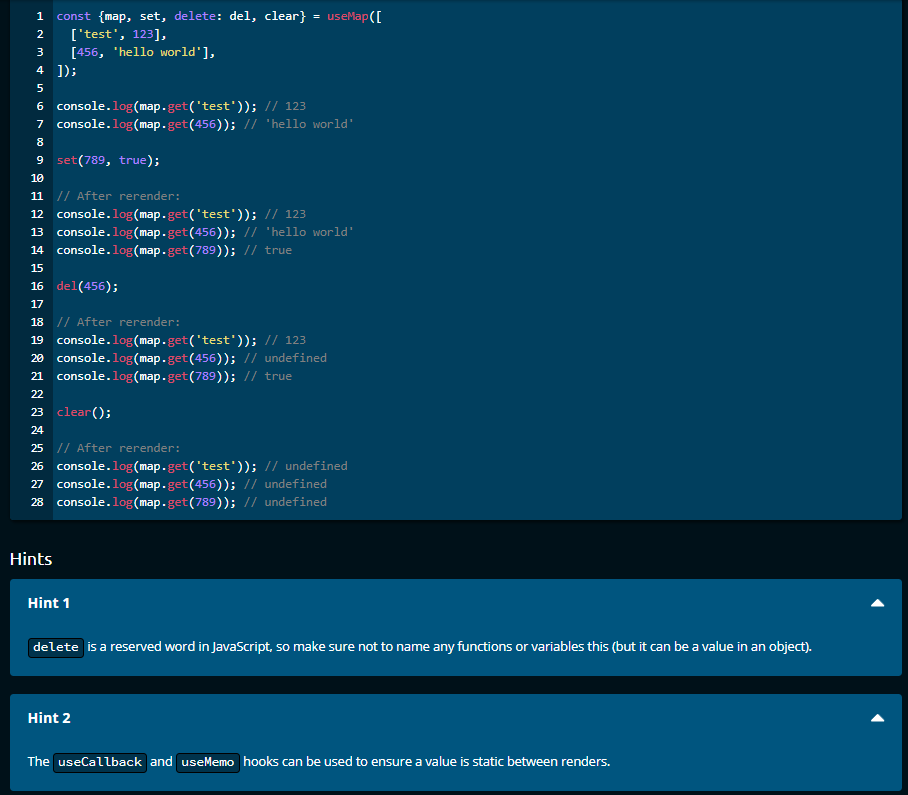 1 const {map, set, delete: del, clear} = useMap([
2   ['test', 123],
3   [456, 'hello world'],
4 ]);
5
6 console.log(map.get('test')); // 123
7 console.log(map.get(456)); // 'hello world'
8
9 set(789, true);
10
11 // After rerender:
12 console.log(map.get('test')); // 123
13 console.log(map.get(456)); // 'hello world'
14 console.log(map.get(789)); // true
15
16 del(456);
17
18 // After rerender:
19 console.log(map.get('test')); // 123
20 console.log(map.get(456)); // undefined
21 console.log(map.get(789)); // true
22
23 clear();
24
25 // After rerender:
26 console.log(map.get('test')); // undefined
27 console.log(map.get(456)); // undefined
28 console.log(map.get(789)); // undefined
Hints
Hint 1
delete is a reserved word in JavaScript, so make sure not to name any functions or variables this (but it can be a value in an object).
Hint 2
The useCallback and useMemo hooks can be used to ensure a value is static between renders.